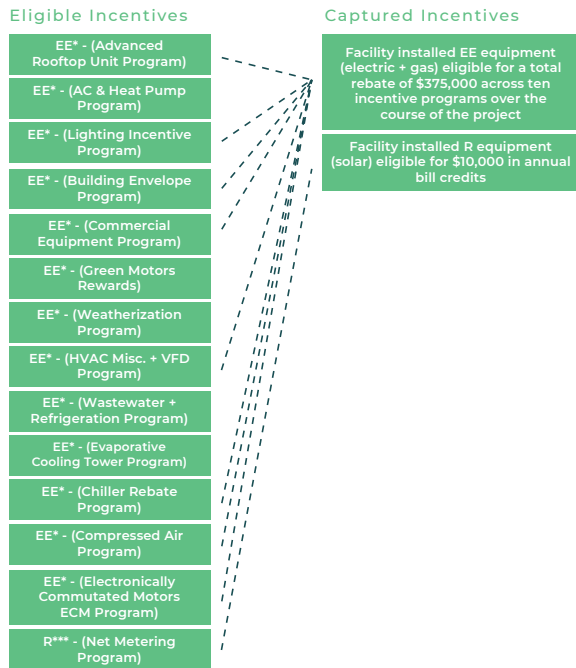 Eligible Incentives
EE* - (Advanced
Rooftop Unit Program)
EE* - (AC & Heat Pump
Program)
EE* - (Lighting Incentive
Program)
EE* - (Building Envelope
Program)
EE* - (Commercial
Equipment Program)
EE* - (Green Motors
Rewards)
EE* - (Weatherization
Program)
EE* - (HVAC Misc. + VFD
Program)
EE* - (Wastewater +
Refrigeration Program)
EE* - (Evaporative
Cooling Tower Program)
EE* - (Chiller Rebate
Program)
EE* - (Compressed Air
Program)
EE* - (Electronically
Commutated Motors
ECM Program)
R*** - (Net Metering
Program)
Captured Incentives
Facility installed EE equipment
(electric + gas) eligible for a total
rebate of $375,000 across ten
incentive programs over the
course of the project
Facility installed R equipment
(solar) eligible for $10,000 in annual
bill credits